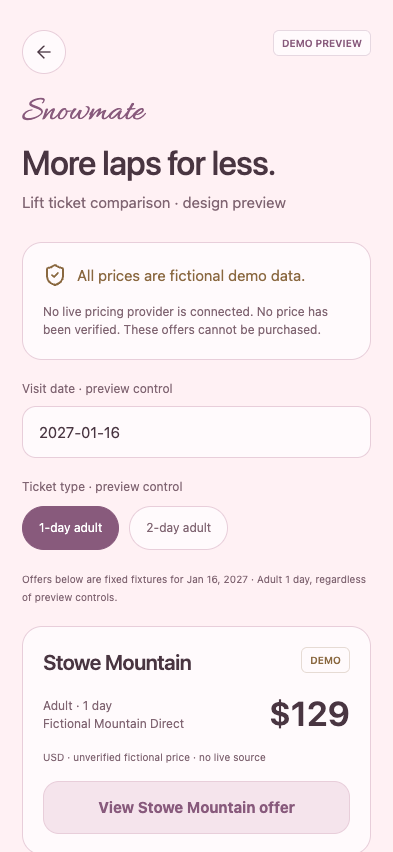 DEMO PREVIEW
Snowmate
More laps for less.
Lift ticket comparison · design preview
All prices are fictional demo data.
No live pricing provider is connected. No price has
been verified. These offers cannot be purchased.
Visit date · preview control
2027-01-16
Ticket type · preview control
1-day adult
2-day adult
Offers below are fixed fixtures for Jan 16, 2027 · Adult 1 day, regardless
of preview controls.
Stowe Mountain
DEMO
Adult · 1 day
Fictional Mountain Direct
$129
USD · unverified fictional price · no live source
View Stowe Mountain offer